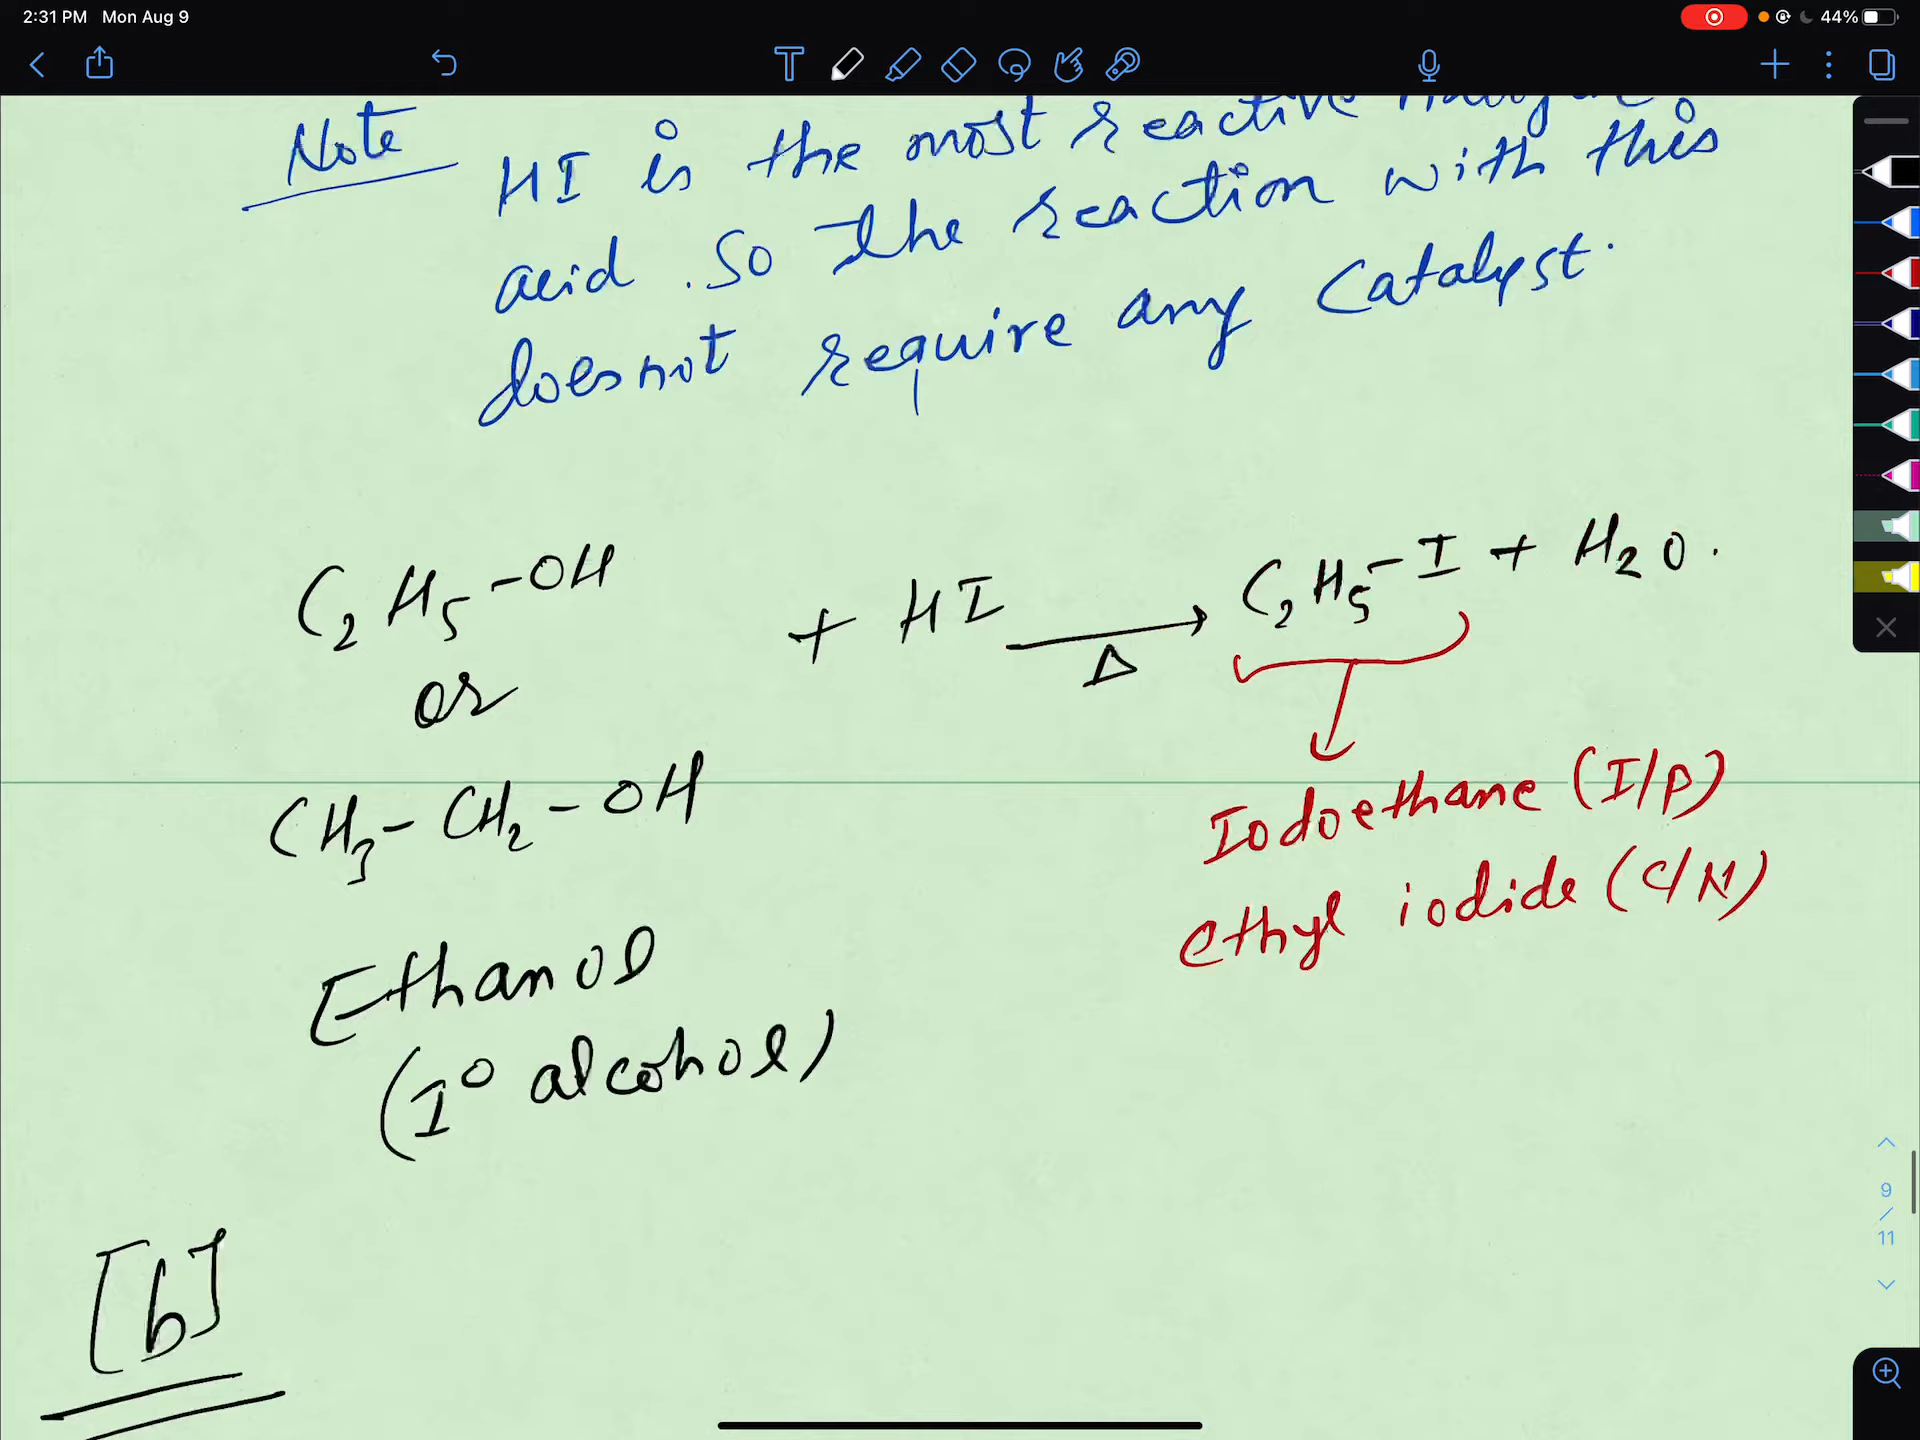 2:31 PM Mon Aug 9
44%
Note HI is the most reactive
acid. So the reaction with this
does not require any Catalyst.
C2H5-OH + HI →Δ C2H5-I + H2O.
or
CH3-CH2-OH
Iodoethane (I/P)
ethyl iodide (C/N)
Ethanol
(I° alcohol)
9
/
11
[b]